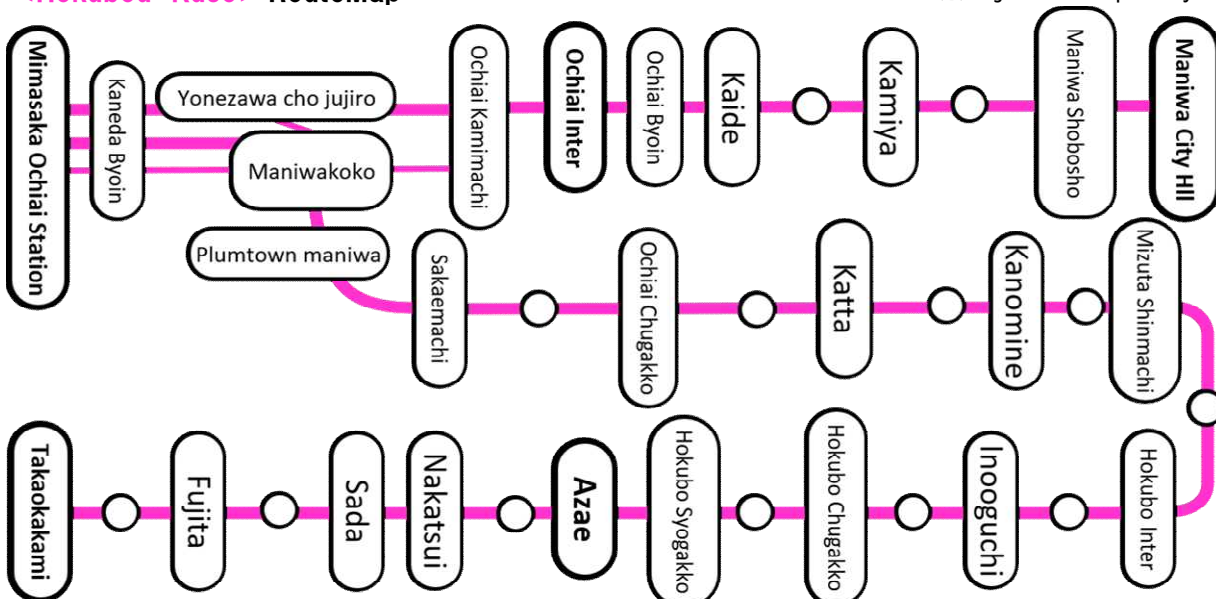 RouteMap
Mimasaka Ochiai Station
Kaneda Byoin
Yonezawa cho jujiro
Maniwakoko
Plumtown maniwa
Ochiai Kamimachi
Ochiai Inter
Ochiai Byoin
Kaide
Kamiya
Maniwa Shobosho
Maniwa City Hll
Sakaemachi
Ochiai Chugakko
Katta
Kanomine
Mizuta Shinmachi
Takaokakami
Fujita
Sada
Nakatsui
Azae
Hokubo Syogakko
Hokubo Chugakko
Inooguchi
Hokubo Inter